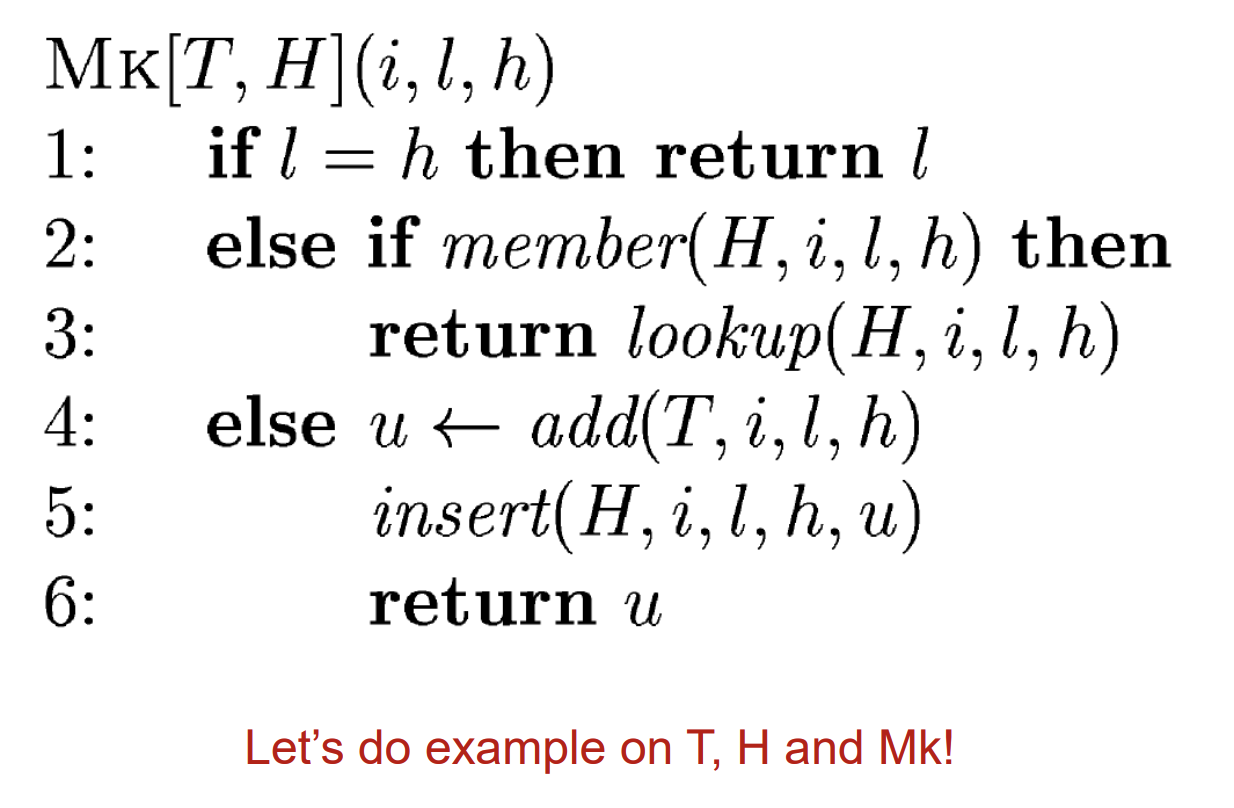 MK[T, H](i, l, h)
1: if l = h then return l
2: else if member(H, i, l, h) then
3: return lookup(H, i, l, h)
4: else u ← add(T, i, l, h)
5: insert(H, i, l, h, u)
6: return u
Let’s do example on T, H and Mk!